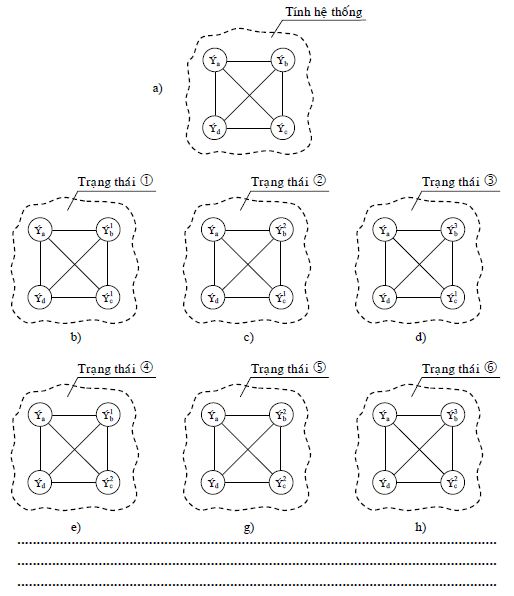 Tính hệ thống
Ý_a Ý_b
a)
Ý_d Ý_c
Trạng thái ① Trạng thái ② Trạng thái ③
Ý_a Ý_b^1 Ý_a Ý_b^2 Ý_a Ý_b^3
Ý_d Ý_c^1 Ý_d Ý_c^1 Ý_d Ý_c^1
b) c) d)
Trạng thái ④ Trạng thái ⑤ Trạng thái ⑥
Ý_a Ý_b^1 Ý_a Ý_b^2 Ý_a Ý_b^3
Ý_d Ý_c^2 Ý_d Ý_c^2 Ý_d Ý_c^2
e) g) h)